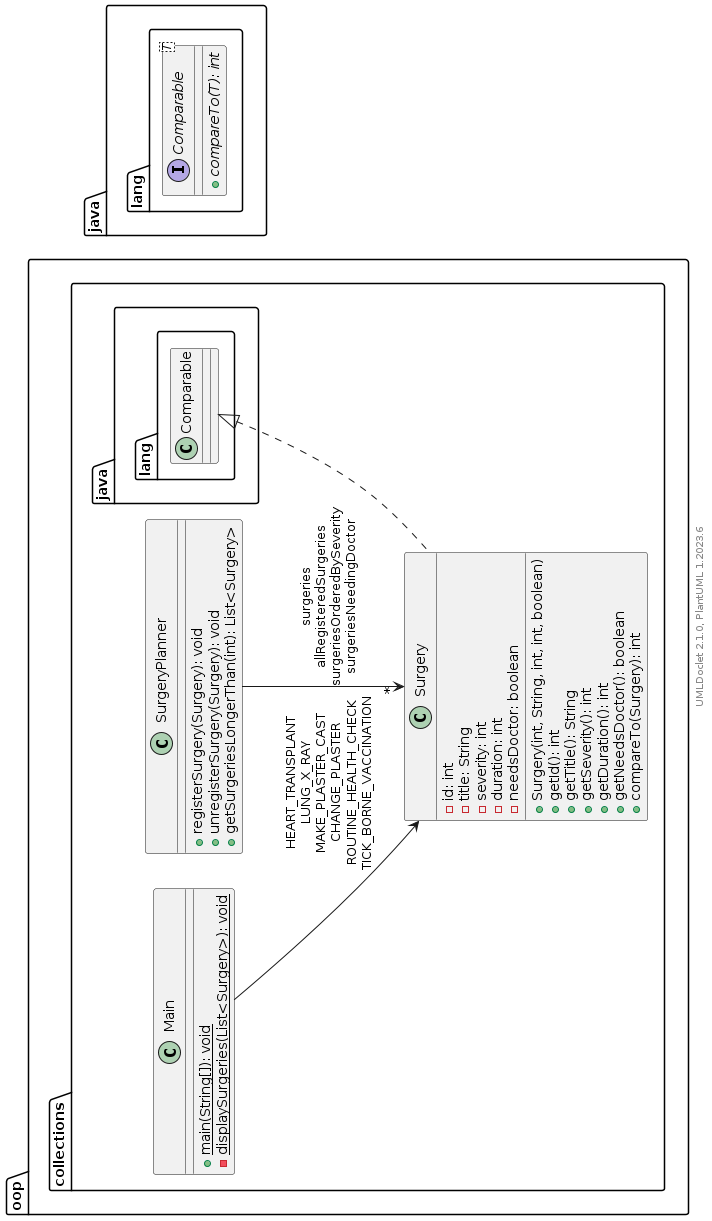 oop
collections
Main
main(String[]): void
displaySurgeries(List<Surgery>): void
SurgeryPlanner
registerSurgery(Surgery): void
unregisterSurgery(Surgery): void
getSurgeriesLongerThan(int): List<Surgery>
java
lang
Comparable
HEART_TRANSPLANT
LUNG_X_RAY
MAKE_PLASTER_CAST
CHANGE_PLASTER
ROUTINE_HEALTH_CHECK
TICK_BORNE_VACCINATION
surgeries
allRegisteredSurgeries
surgeriesOrderedBySeverity
surgeriesNeedingDoctor
*
Surgery
id: int
title: String
severity: int
duration: int
needsDoctor: boolean
Surgery(int, String, int, int, boolean)
getId(): int
getTitle(): String
getSeverity(): int
getDuration(): int
getNeedsDoctor(): boolean
compareTo(Surgery): int
java
lang
Comparable
T
compareTo(T): int
UMLDoclet 2.1.0, PlantUML 1.2023.6